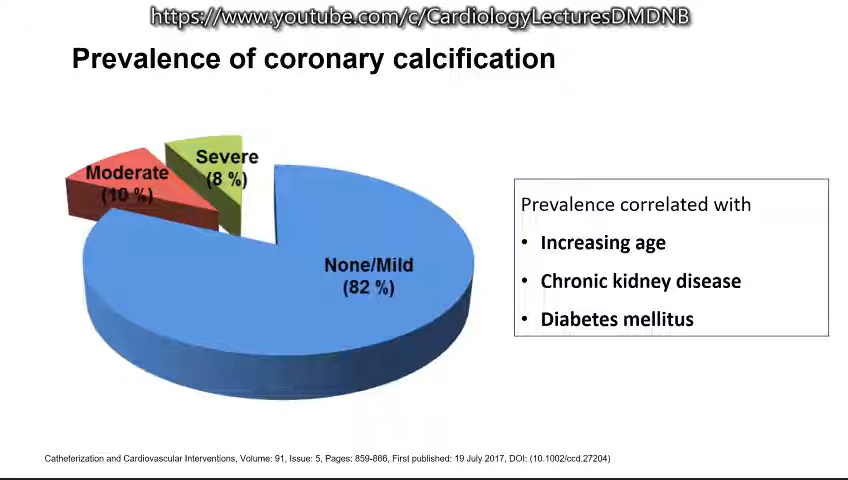 https://www.youtube.com/c/CardiologyLecturesDMDNB
Prevalence of coronary calcification
Severe
(8 %)
Moderate
(10 %)
None/Mild
(82 %)
Prevalence correlated with
• Increasing age
• Chronic kidney disease
• Diabetes mellitus
Catheterization and Cardiovascular Interventions, Volume: 91, Issue: 5, Pages: 859-866, First published: 19 July 2017, DOI: (10.1002/ccd.27204)